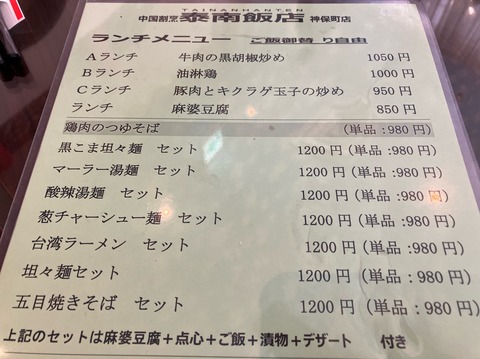 TAINANHANTEN
中国割烹 泰南飯店 神保町店
ランチメニュー ご飯御替り自由
Aランチ 牛肉の黒胡椒炒め 1050円
Bランチ 油淋鶏 1000円
Cランチ 豚肉とキクラゲ玉子の炒め 950円
ランチ 麻婆豆腐 850円
鶏肉のつゆそば (単品:980円)
黒こま坦々麺 セット 1200円(単品:980円)
マーラー湯麺 セット 1200円(単品:980円)
酸辣湯麺 セット 1200円(単品:980円)
葱チャーシュー麺 セット 1200円(単品:980円)
台湾ラーメン セット 1200円(単品:980円)
坦々麺セット 1200円(単品:980円)
五目焼きそば セット 1200円(単品:980円)
上記のセットは麻婆豆腐+点心+ご飯+漬物+デザート 付き